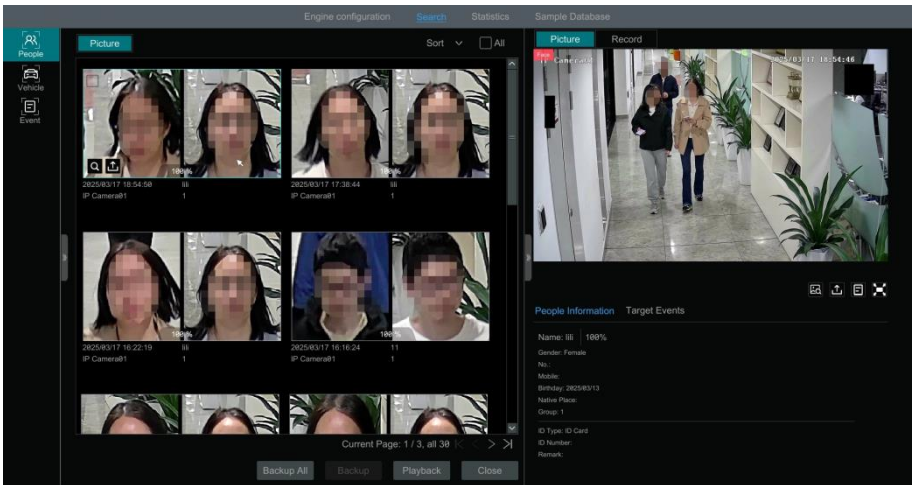 Engine configuration Search Statistics Sample Database
People
Vehicle
Event
Picture Sort All
100%
2025/03/17 18:54:50 lili
IP Camera01 1
2025/03/17 17:38:44 lili
IP Camera01 1
100%
2025/03/17 16:22:19 lili
IP Camera01 1
100%
2025/03/17 16:16:24 11
IP Camera01 1
Current Page: 1 / 3, all 30
Backup All Backup Playback Close
Picture Record
IP Camera01 2025/03/17 18:54:46
People Information Target Events
Name: lili 100%
Gender: Female
No.:
Mobile:
Birthday: 2025/03/13
Native Place:
Group: 1
ID Type: ID Card
ID Number:
Remark: